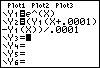 Plot1 Plot2 Plot3
\Y1=e^(X)
\Y2=(Y1(X+.0001)
-Y1(X))/.0001
\Y3=
\Y4=
\Y5=
\Y6=